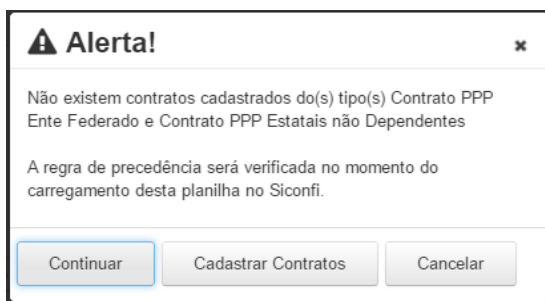 Alerta!
Não existem contratos cadastrados do(s) tipo(s) Contrato PPP
Ente Federado e Contrato PPP Estatais não Dependentes
A regra de precedência será verificada no momento do
carregamento desta planilha no Siconfi.
Continuar
Cadastrar Contratos
Cancelar